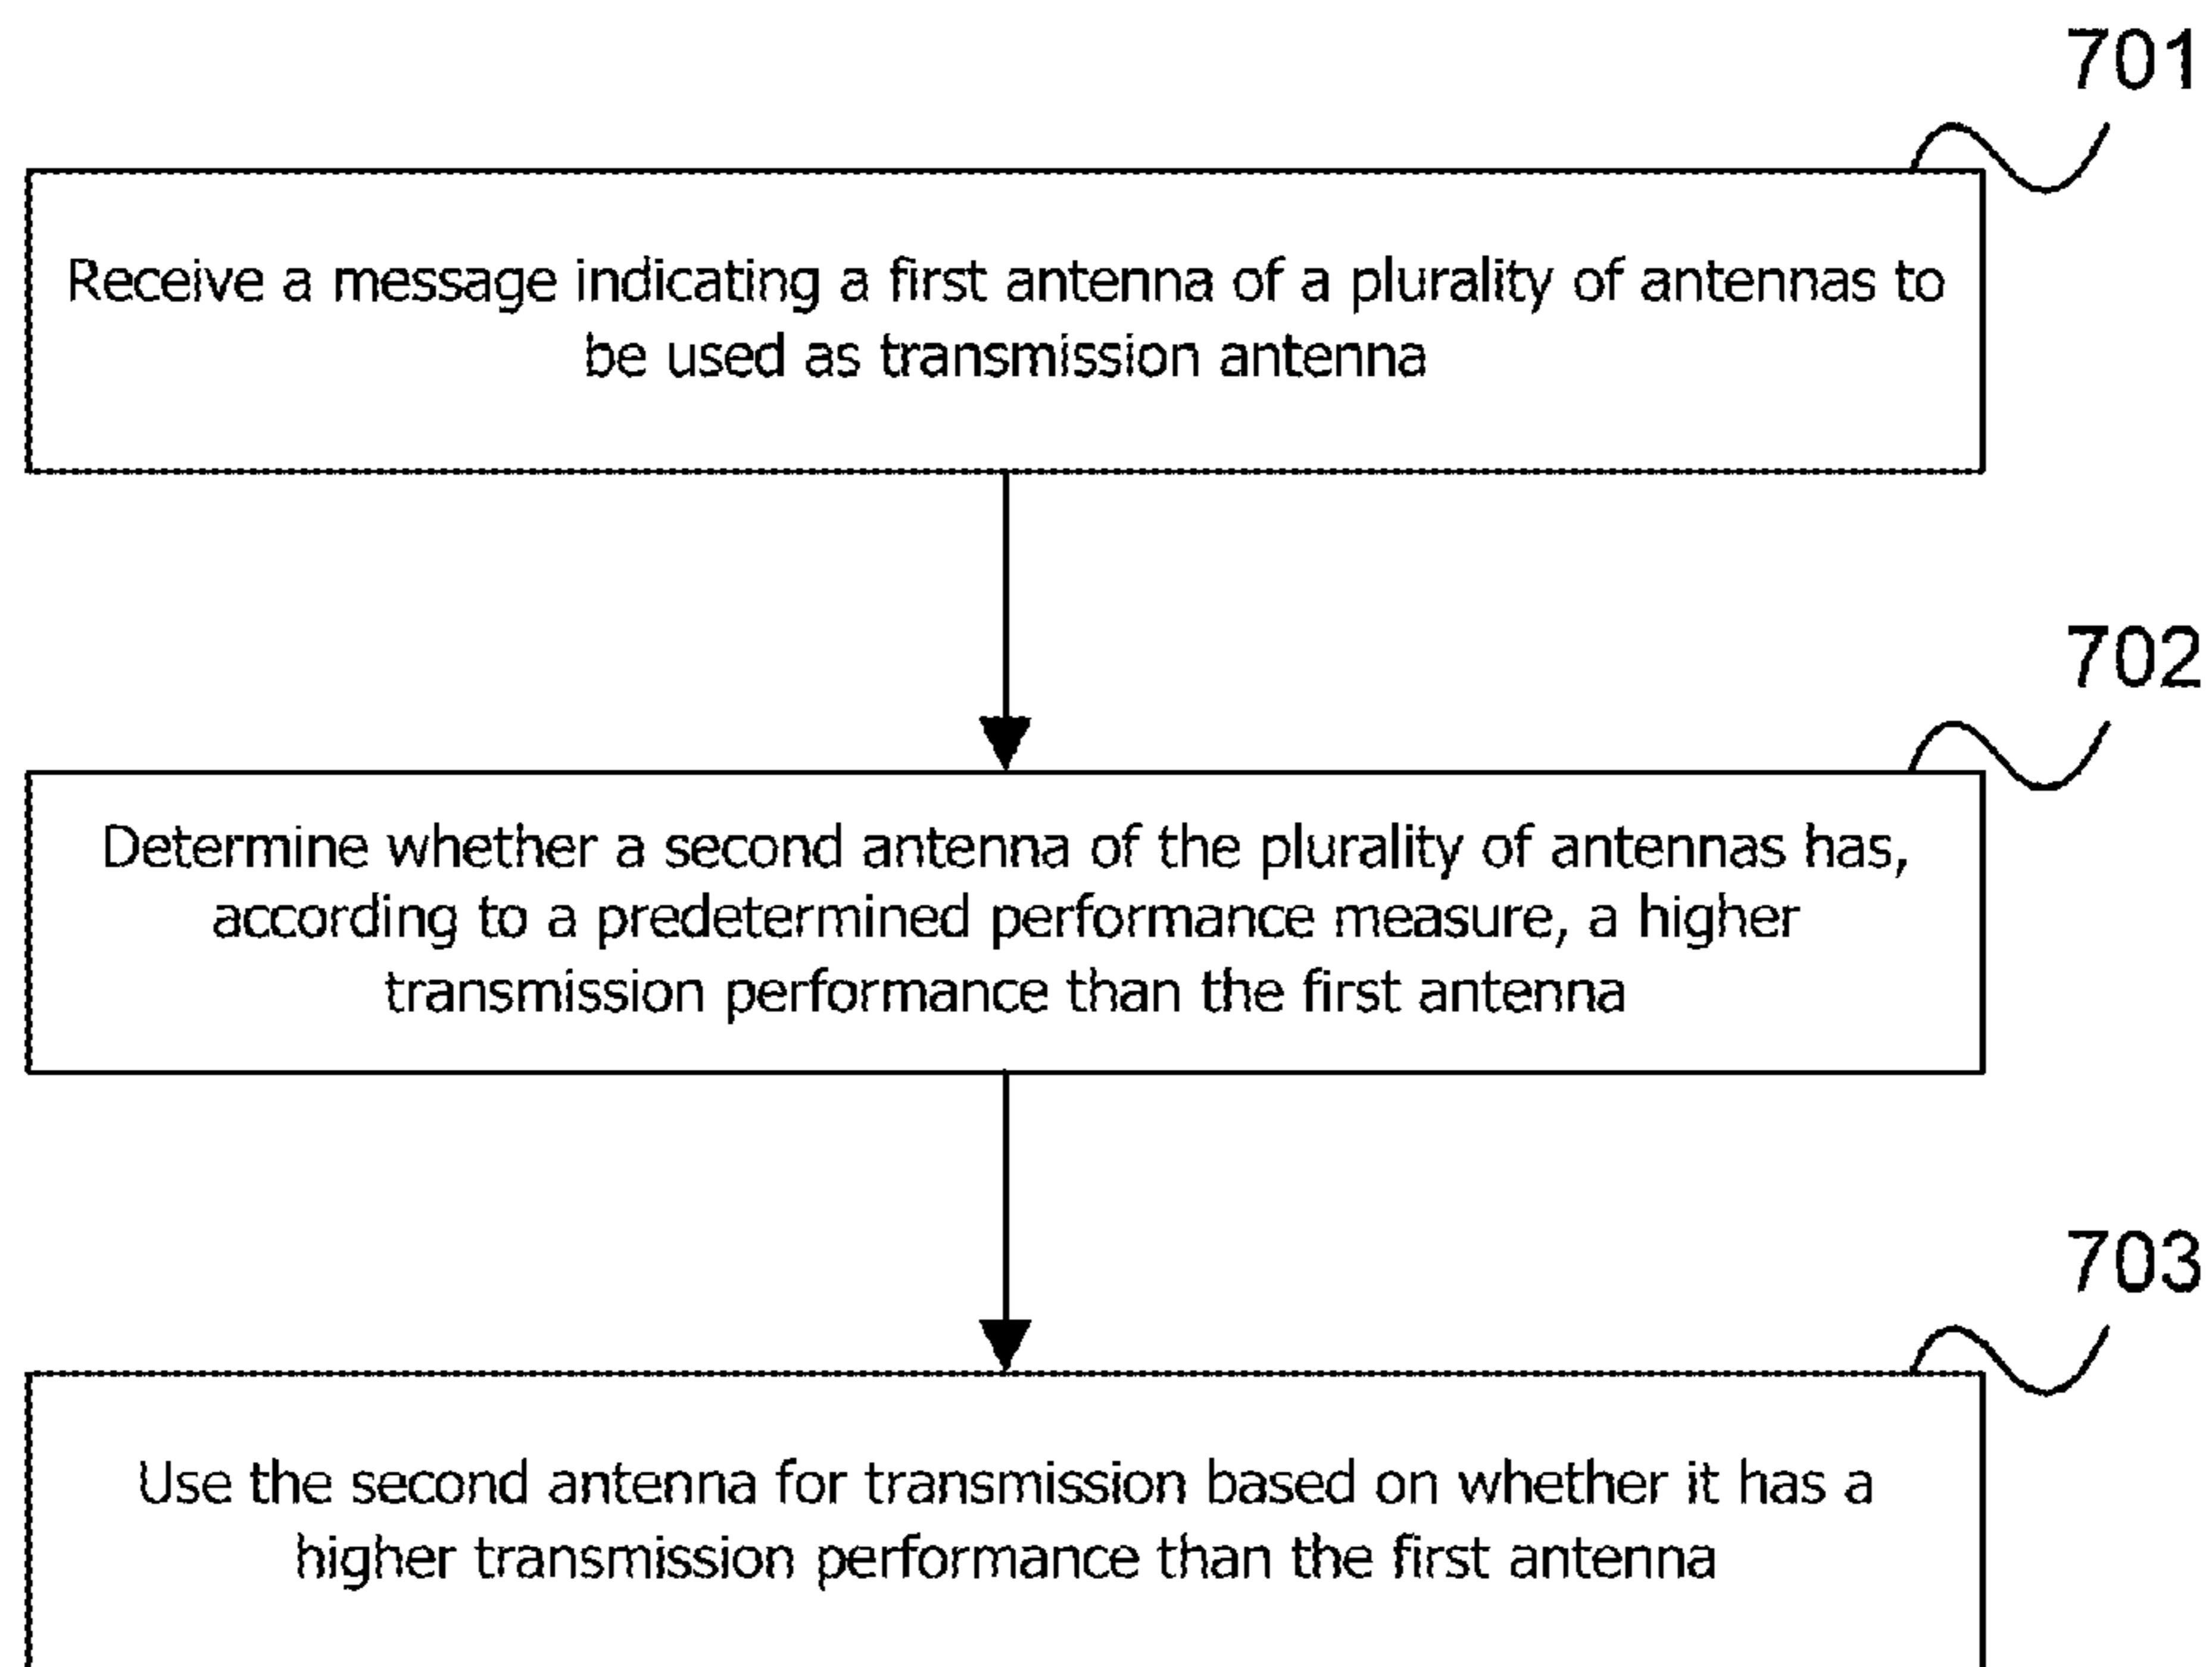 701
Receive a message indicating a first antenna of a plurality of antennas to
be used as transmission antenna
702
Determine whether a second antenna of the plurality of antennas has,
according to a predetermined performance measure, a higher
transmission performance than the first antenna
703
Use the second antenna for transmission based on whether it has a
higher transmission performance than the first antenna